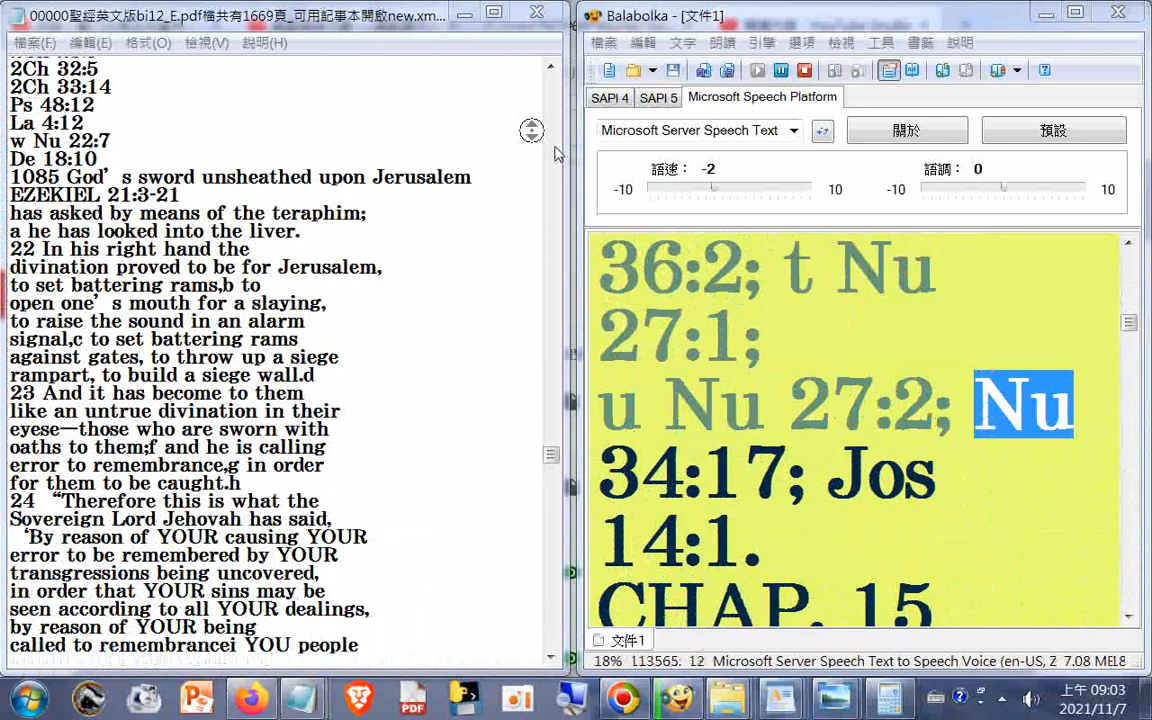 00000聖經英文版bi12_E.pdf檔共有1669頁_可用記事本開啟new.xm...
檔案(F) 編輯(E) 格式(O) 檢視(V) 說明(H)
2Ch 32:5
2Ch 33:14
Ps 48:12
La 4:12
w Nu 22:7
De 18:10
1085 God’s sword unsheathed upon Jerusalem
EZEKIEL 21:3-21
has asked by means of the teraphim;
a he has looked into the liver.
22 In his right hand the
divination proved to be for Jerusalem,
to set battering rams,b to
open one’s mouth for a slaying,
to raise the sound in an alarm
signal,c to set battering rams
against gates, to throw up a siege
rampart, to build a siege wall.d
23 And it has become to them
like an untrue divination in their
eyese—those who are sworn with
oaths to them;f and he is calling
error to remembrance,g in order
for them to be caught.h
24 “Therefore this is what the
Sovereign Lord Jehovah has said,
‘By reason of YOUR causing YOUR
error to be remembered by YOUR
transgressions being uncovered,
in order that YOUR sins may be
seen according to all YOUR dealings,
by reason of YOUR being
called to remembrancei YOU people
Balabolka - [文件1]
檔案 編輯 文字 朗讀 引擎 選項 檢視 工具 書籤 說明
SAPI 4 SAPI 5 Microsoft Speech Platform
Microsoft Server Speech Text 關於 預設
語速: -2 語調: 0
-10 10 -10 10
36:2; t Nu
27:1;
u Nu 27:2; Nu
34:17; Jos
14:1.
CHAP. 15
文件1
18% 113565: 12 Microsoft Server Speech Text to Speech Voice (en-US, Z 7.08 МЕ
PDF
上午 09:03
2021/11/7